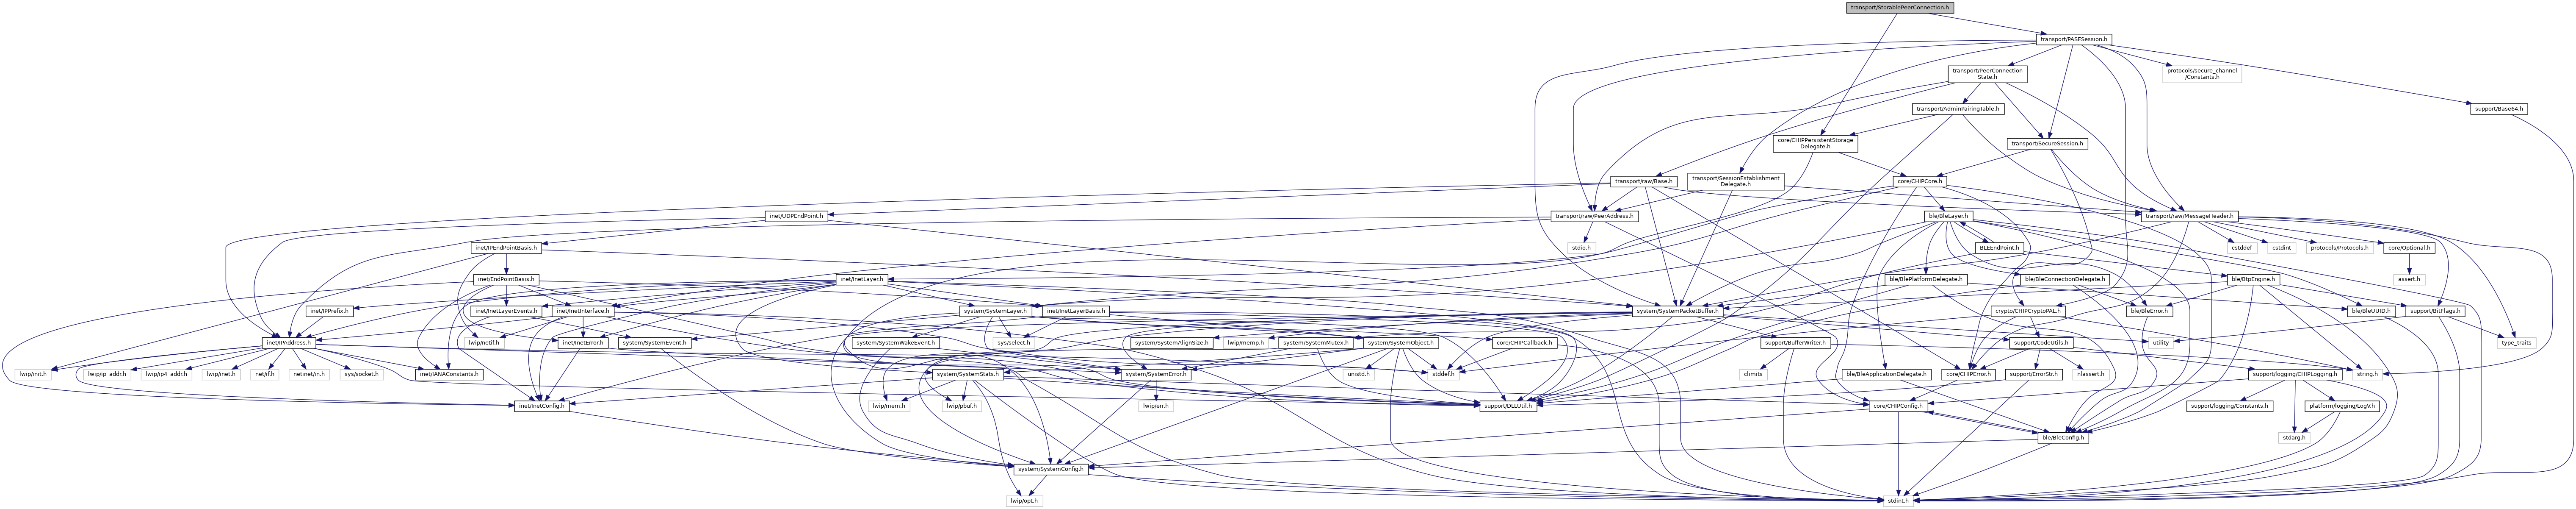 transport/StorablePeerConnection.h
transport/PASESession.h
transport/PeerConnection
State.h
protocols/secure_channel
/Constants.h
transport/AdminPairingTable.h
support/Base64.h
core/CHIPPersistentStorage
Delegate.h
transport/SecureSession.h
transport/raw/Base.h
transport/SessionEstablishment
Delegate.h
core/CHIPCore.h
inet/UDPEndPoint.h
transport/raw/PeerAddress.h
ble/BleLayer.h
transport/raw/MessageHeader.h
inet/IPEndPointBasis.h
stdio.h
BLEEndPoint.h
cstddef
cstdint
protocols/Protocols.h
core/Optional.h
inet/EndPointBasis.h
inet/InetLayer.h
ble/BlePlatformDelegate.h
ble/BleConnectionDelegate.h
ble/BtpEngine.h
assert.h
inet/IPPrefix.h
inet/InetLayerEvents.h
inet/InetInterface.h
system/SystemLayer.h
inet/InetLayerBasis.h
system/SystemPacketBuffer.h
crypto/CHIPCryptoPAL.h
ble/BleError.h
ble/BleUUID.h
support/BitFlags.h
inet/IPAddress.h
lwip/netif.h
inet/InetError.h
system/SystemEvent.h
system/SystemWakeEvent.h
sys/select.h
system/SystemAlignSize.h
lwip/memp.h
system/SystemMutex.h
system/SystemObject.h
core/CHIPCallback.h
support/BufferWriter.h
support/CodeUtils.h
utility
type_traits
lwip/init.h
lwip/ip_addr.h
lwip/ip4_addr.h
lwip/inet.h
net/if.h
netinet/in.h
sys/socket.h
inet/IANAConstants.h
system/SystemStats.h
system/SystemError.h
unistd.h
stddef.h
climits
ble/BleApplicationDelegate.h
core/CHIPError.h
support/ErrorStr.h
nlassert.h
support/logging/CHIPLogging.h
string.h
inet/InetConfig.h
lwip/mem.h
lwip/pbuf.h
lwip/err.h
support/DLLUtil.h
core/CHIPConfig.h
support/logging/Constants.h
platform/logging/LogV.h
ble/BleConfig.h
stdarg.h
system/SystemConfig.h
lwip/opt.h
stdint.h